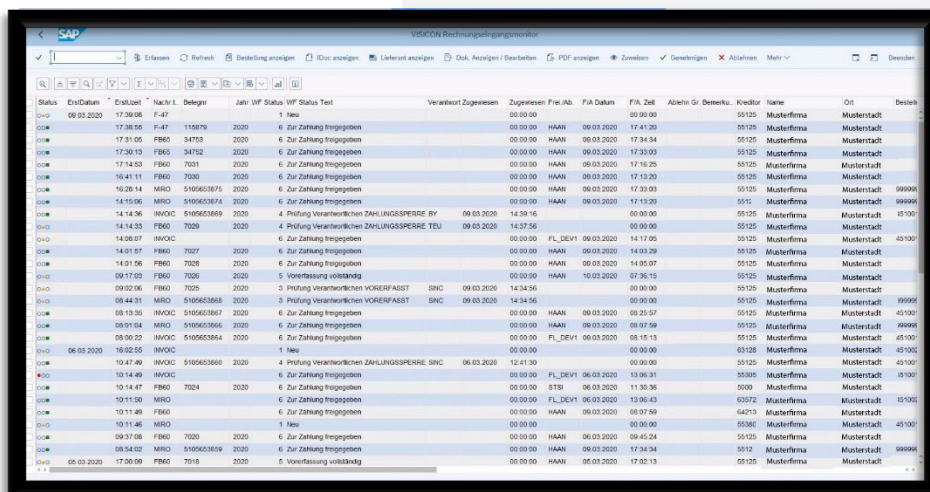 SAP
VISICON Rechnungseingangsmonitor
Erfassen Refresh Bestellung anzeigen IDoc anzeigen Lieferant anzeigen Dok. Anzeigen / Bearbeiten PDF anzeigen Zuweisen Genehmigen Ablehnen Mehr Beenden
Status ErstDatum Erstlzeit Nachr.t. Belegnr Jahr WF Status WF Status Text Verantwort Zugewiesen Zugewiesen Frei./Ab. F/A Datum F/A. Zeit Ablehn Gr. Bemerku.. Kreditor Name Ort Bestell
09.03.2020 17:39:08 F-47 1 Neu 00:00:00 00:00:00 55125 Musterfirma Musterstadt
17:38:55 F-47 115879 2020 6 Zur Zahlung freigegeben 00:00:00 HAAN 09.03.2020 17:41:20 55125 Musterfirma Musterstadt
17:31:05 FB65 34753 2020 6 Zur Zahlung freigegeben 00:00:00 HAAN 09.03.2020 17:34:34 55125 Musterfirma Musterstadt
17:30:13 FB65 34752 2020 6 Zur Zahlung freigegeben 00:00:00 HAAN 09.03.2020 17:33:03 55125 Musterfirma Musterstadt
17:14:53 FB60 7031 2020 6 Zur Zahlung freigegeben 00:00:00 HAAN 09.03.2020 17:16:25 55125 Musterfirma Musterstadt
16:41:11 FB60 7030 2020 6 Zur Zahlung freigegeben 00:00:00 HAAN 09.03.2020 17:13:20 55125 Musterfirma Musterstadt
16:28:14 MIRO 5105653875 2020 6 Zur Zahlung freigegeben 00:00:00 HAAN 09.03.2020 17:33:03 55125 Musterfirma Musterstadt 999999
14:15:06 MIRO 5105653874 2020 6 Zur Zahlung freigegeben 00:00:00 HAAN 09.03.2020 17:13:20 5512 Musterfirma Musterstadt 999999
14:14:36 INVOIC 5105653869 2020 4 Prüfung Verantwortlichen ZAHLUNGSSPERRE BY 09.03.2020 14:39:16 00:00:00 55125 Musterfirma Musterstadt 45100
14:14:33 FB60 7029 2020 4 Prüfung Verantwortlichen ZAHLUNGSSPERRE TEU 09.03.2020 14:37:56 00:00:00 55125 Musterfirma Musterstadt
14:08:07 INVOIC 6 Zur Zahlung freigegeben 00:00:00 FL_DEV1 09.03.2020 14:17:05 55125 Musterfirma Musterstadt 45100
14:01:57 FB60 7027 2020 6 Zur Zahlung freigegeben 00:00:00 HAAN 09.03.2020 14:03:29 55125 Musterfirma Musterstadt
14:01:56 FB60 7028 2020 6 Zur Zahlung freigegeben 00:00:00 HAAN 09.03.2020 14:05:07 55125 Musterfirma Musterstadt
09:17:03 FB60 7026 2020 5 Vorerfassung vollständig 00:00:00 HAAN 10.03.2020 07:36:15 55125 Musterfirma Musterstadt
09:02:06 FB60 7025 2020 3 Prüfung Verantwortlichen VORERFASST SINC 09.03.2020 14:34:56 00:00:00 55125 Musterfirma Musterstadt
08:44:31 MIRO 5105653868 2020 3 Prüfung Verantwortlichen VORERFASST SINC 09.03.2020 14:34:56 00:00:00 55125 Musterfirma Musterstadt
08:13:35 INVOIC 5105653867 2020 6 Zur Zahlung freigegeben 00:00:00 HAAN 09.03.2020 08:25:57 55125 Musterfirma Musterstadt 45100
08:01:04 MIRO 5105653866 2020 6 Zur Zahlung freigegeben 00:00:00 HAAN 09.03.2020 08:07:59 55125 Musterfirma Musterstadt
08:00:22 INVOIC 5105653864 2020 6 Zur Zahlung freigegeben 00:00:00 FL_DEV1 09.03.2020 08:15:13 55125 Musterfirma Musterstadt 45100
06.03.2020 16:02:55 INVOIC 1 Neu 00:00:00 00:00:00 63128 Musterfirma Musterstadt 45100
10:47:49 INVOIC 5105653860 2020 4 Prüfung Verantwortlichen ZAHLUNGSSPERRE SINC 06.03.2020 12:41:30 00:00:00 55125 Musterfirma Musterstadt 45100
10:14:49 INVOIC 6 Zur Zahlung freigegeben 00:00:00 FL_DEV1 06.03.2020 13:06:31 55305 Musterfirma Musterstadt
10:14:47 FB60 7024 2020 6 Zur Zahlung freigegeben 00:00:00 STSI 06.03.2020 11:30:36 5000 Musterfirma Musterstadt
10:11:50 MIRO 6 Zur Zahlung freigegeben 00:00:00 FL_DEV1 06.03.2020 13:06:43 63572 Musterfirma Musterstadt
10:11:49 FB60 6 Zur Zahlung freigegeben 00:00:00 HAAN 09.03.2020 08:07:59 64213 Musterfirma Musterstadt
10:11:46 MIRO 1 Neu 00:00:00 00:00:00 55380 Musterfirma Musterstadt 45100
09:37:08 FB60 7020 2020 6 Zur Zahlung freigegeben 00:00:00 HAAN 06.03.2020 09:45:24 55125 Musterfirma Musterstadt
08:54:02 MIRO 5105653859 2020 6 Zur Zahlung freigegeben 00:00:00 HAAN 09.03.2020 17:34:34 5512 Musterfirma Musterstadt 99999
05.03.2020 17:00:09 FB60 7018 2020 5 Vorerfassung vollständig 00:00:00 HAAN 05.03.2020 17:02:13 55125 Musterfirma Musterstadt